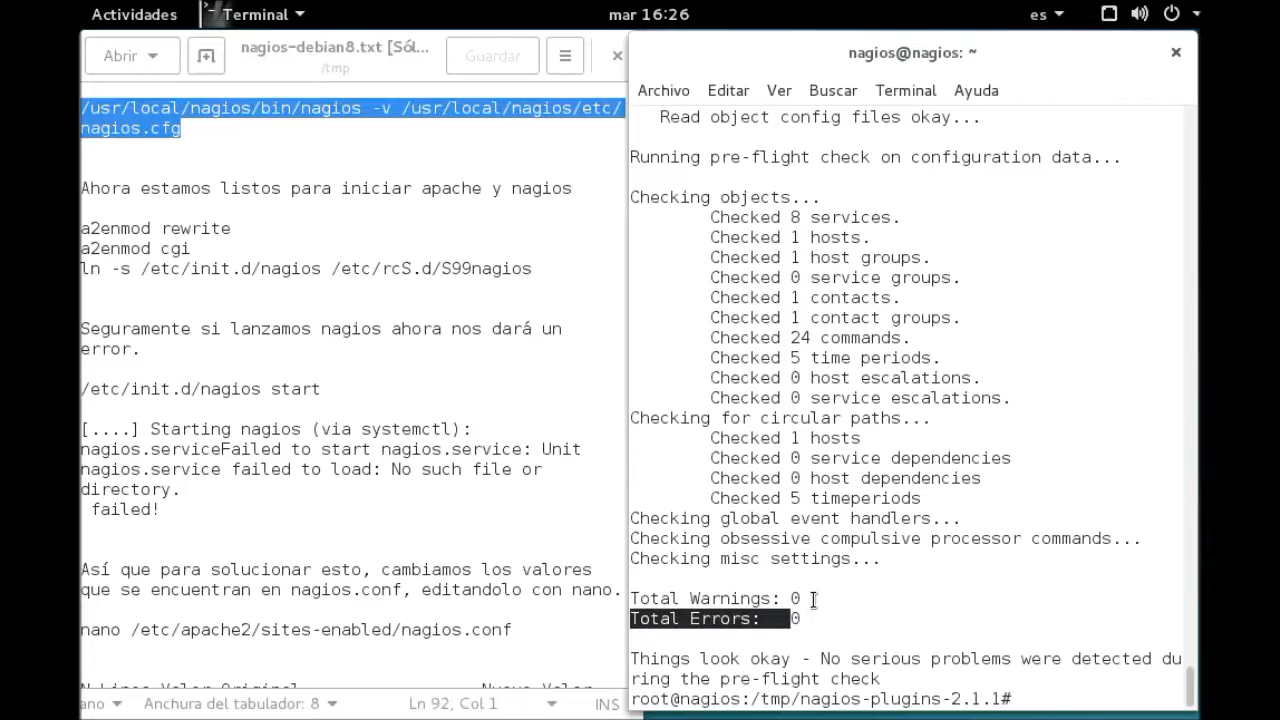 Actividades
Terminal
mar 16:26
es
Abrir
nagios-debian8.txt [Sól...
/tmp
Guardar
/usr/local/nagios/bin/nagios -v /usr/local/nagios/etc/
nagios.cfg
Ahora estamos listos para iniciar apache y nagios
a2enmod rewrite
a2enmod cgi
ln -s /etc/init.d/nagios /etc/rcS.d/S99nagios
Seguramente si lanzamos nagios ahora nos dará un
error.
/etc/init.d/nagios start
[....] Starting nagios (via systemctl):
nagios.serviceFailed to start nagios.service: Unit
nagios.service failed to load: No such file or
directory.
failed!
Así que para solucionar esto, cambiamos los valores
que se encuentran en nagios.conf, editandolo con nano.
nano /etc/apache2/sites-enabled/nagios.conf
ano
Anchura del tabulador: 8
Ln 92, Col 1
INS
nagios@nagios: ~
Archivo Editar Ver Buscar Terminal Ayuda
Read object config files okay...
Running pre-flight check on configuration data...
Checking objects...
Checked 8 services.
Checked 1 hosts.
Checked 1 host groups.
Checked 0 service groups.
Checked 1 contacts.
Checked 1 contact groups.
Checked 24 commands.
Checked 5 time periods.
Checked 0 host escalations.
Checked 0 service escalations.
Checking for circular paths...
Checked 1 hosts
Checked 0 service dependencies
Checked 0 host dependencies
Checked 5 timeperiods
Checking global event handlers...
Checking obsessive compulsive processor commands...
Checking misc settings...
Total Warnings: 0
Total Errors: 0
Things look okay - No serious problems were detected du
ring the pre-flight check
root@nagios:/tmp/nagios-plugins-2.1.1#